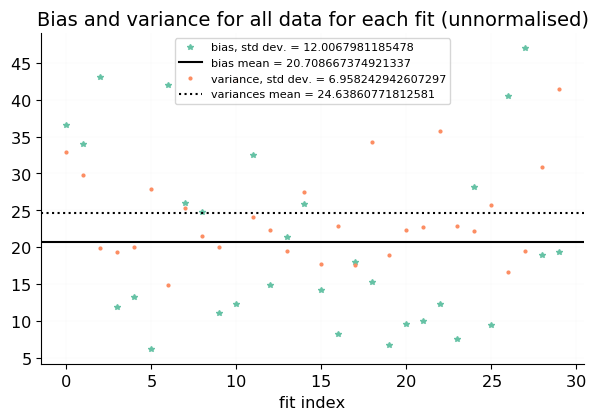 Bias and variance for all data for each fit (unnormalised)
bias, std dev. = 12.0067981185478
bias mean = 20.708667374921337
variance, std dev. = 6.958242942607297
variances mean = 24.63860771812581
45
40
35
30
25
20
15
10
5
0 5 10 15 20 25 30
fit index